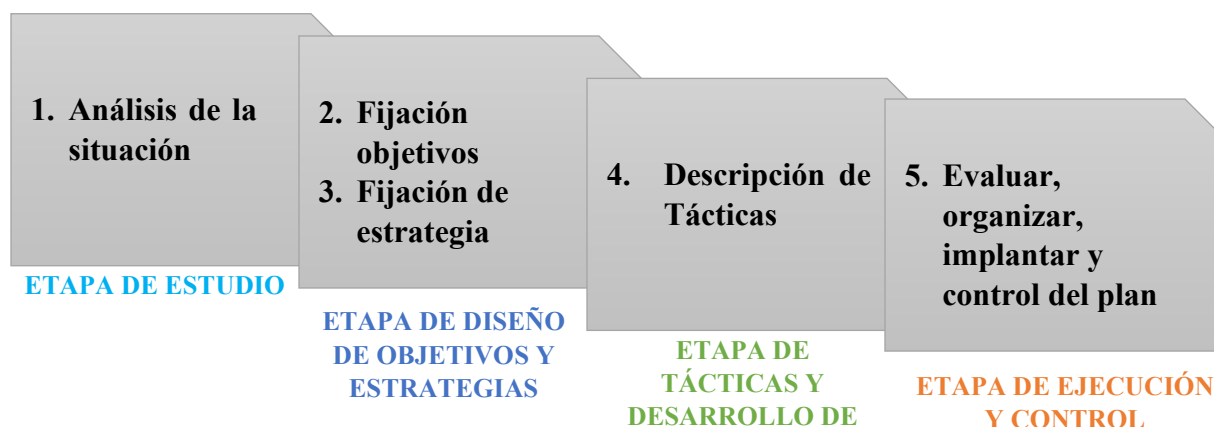 1. Análisis de la
situación
ETAPA DE ESTUDIO
2. Fijación
objetivos
3. Fijación de
estrategia
ETAPA DE DISEÑO
DE OBJETIVOS Y
ESTRATEGIAS
4. Descripción de
Tácticas
ETAPA DE
TÁCTICAS Y
DESARROLLO DE
5. Evaluar,
organizar,
implantar y
control del plan
ETAPA DE EJECUCIÓN
Y CONTROL